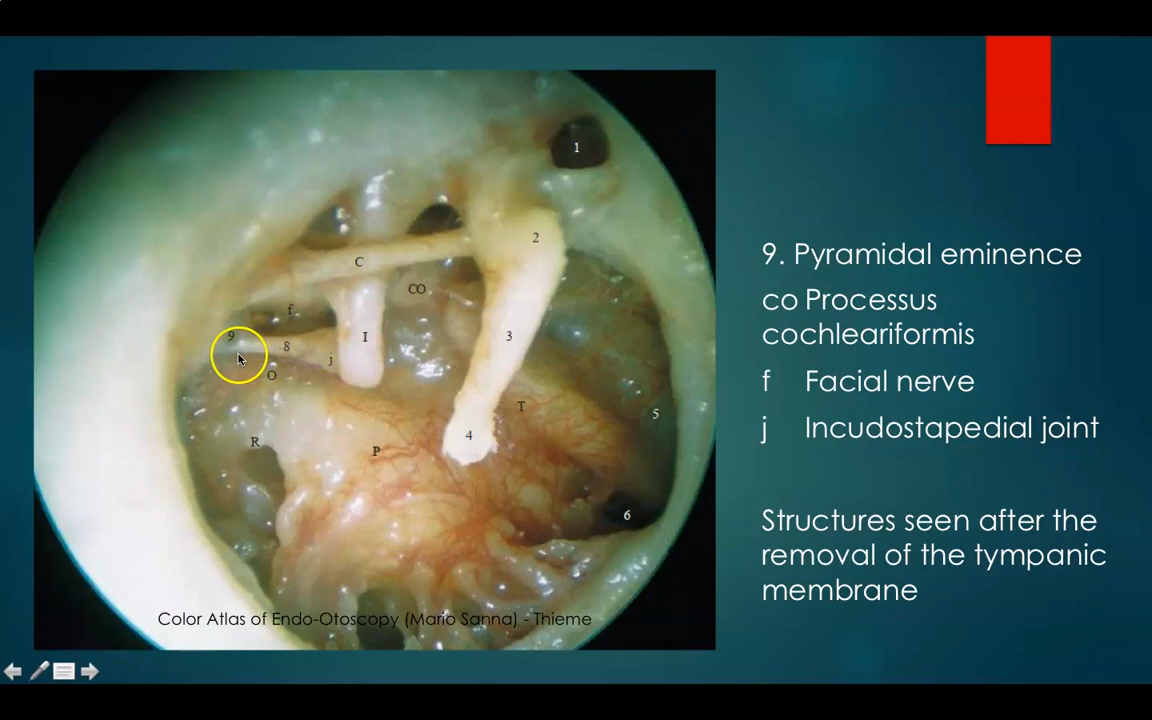 1
2
C
CO
f
9
I
3
8
j
O
T
5
4
R
P
6
Color Atlas of Endo-Otoscopy (Mario Sanna) - Thieme
9. Pyramidal eminence
co Processus
cochleariformis
f Facial nerve
j Incudostapedial joint
Structures seen after the
removal of the tympanic
membrane